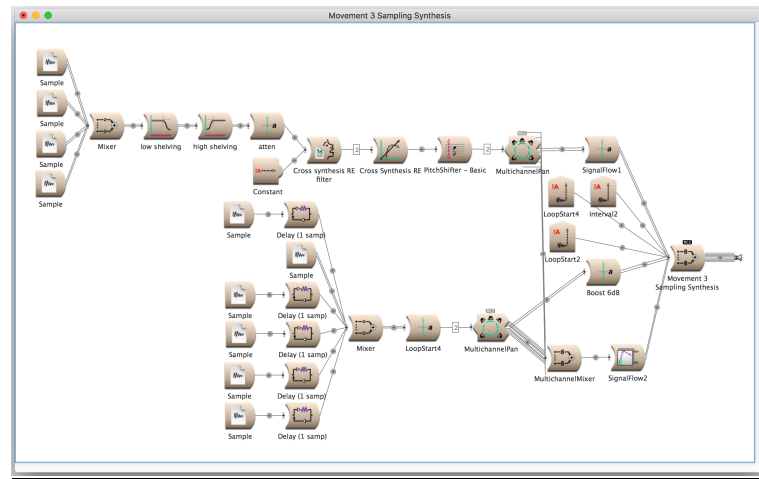 Movement 3 Sampling Synthesis
Sample
Sample
Sample
Sample
Mixer
low shelving
high shelving
atten
!A
Constant
Cross synthesis RE
filter
2
Cross Synthesis RE
PitchShifter - Basic
2
MultichannelPan
a
SignalFlow1
!A
LoopStart4
!A
Interval2
!A
LoopStart2
a
Boost 6dB
Movement 3
Sampling Synthesis
Sample
Delay (1 samp)
Sample
Sample
Delay (1 samp)
Sample
Delay (1 samp)
Sample
Delay (1 samp)
Sample
Delay (1 samp)
Mixer
a
LoopStart4
2
MultichannelPan
MultichannelMixer
SignalFlow2